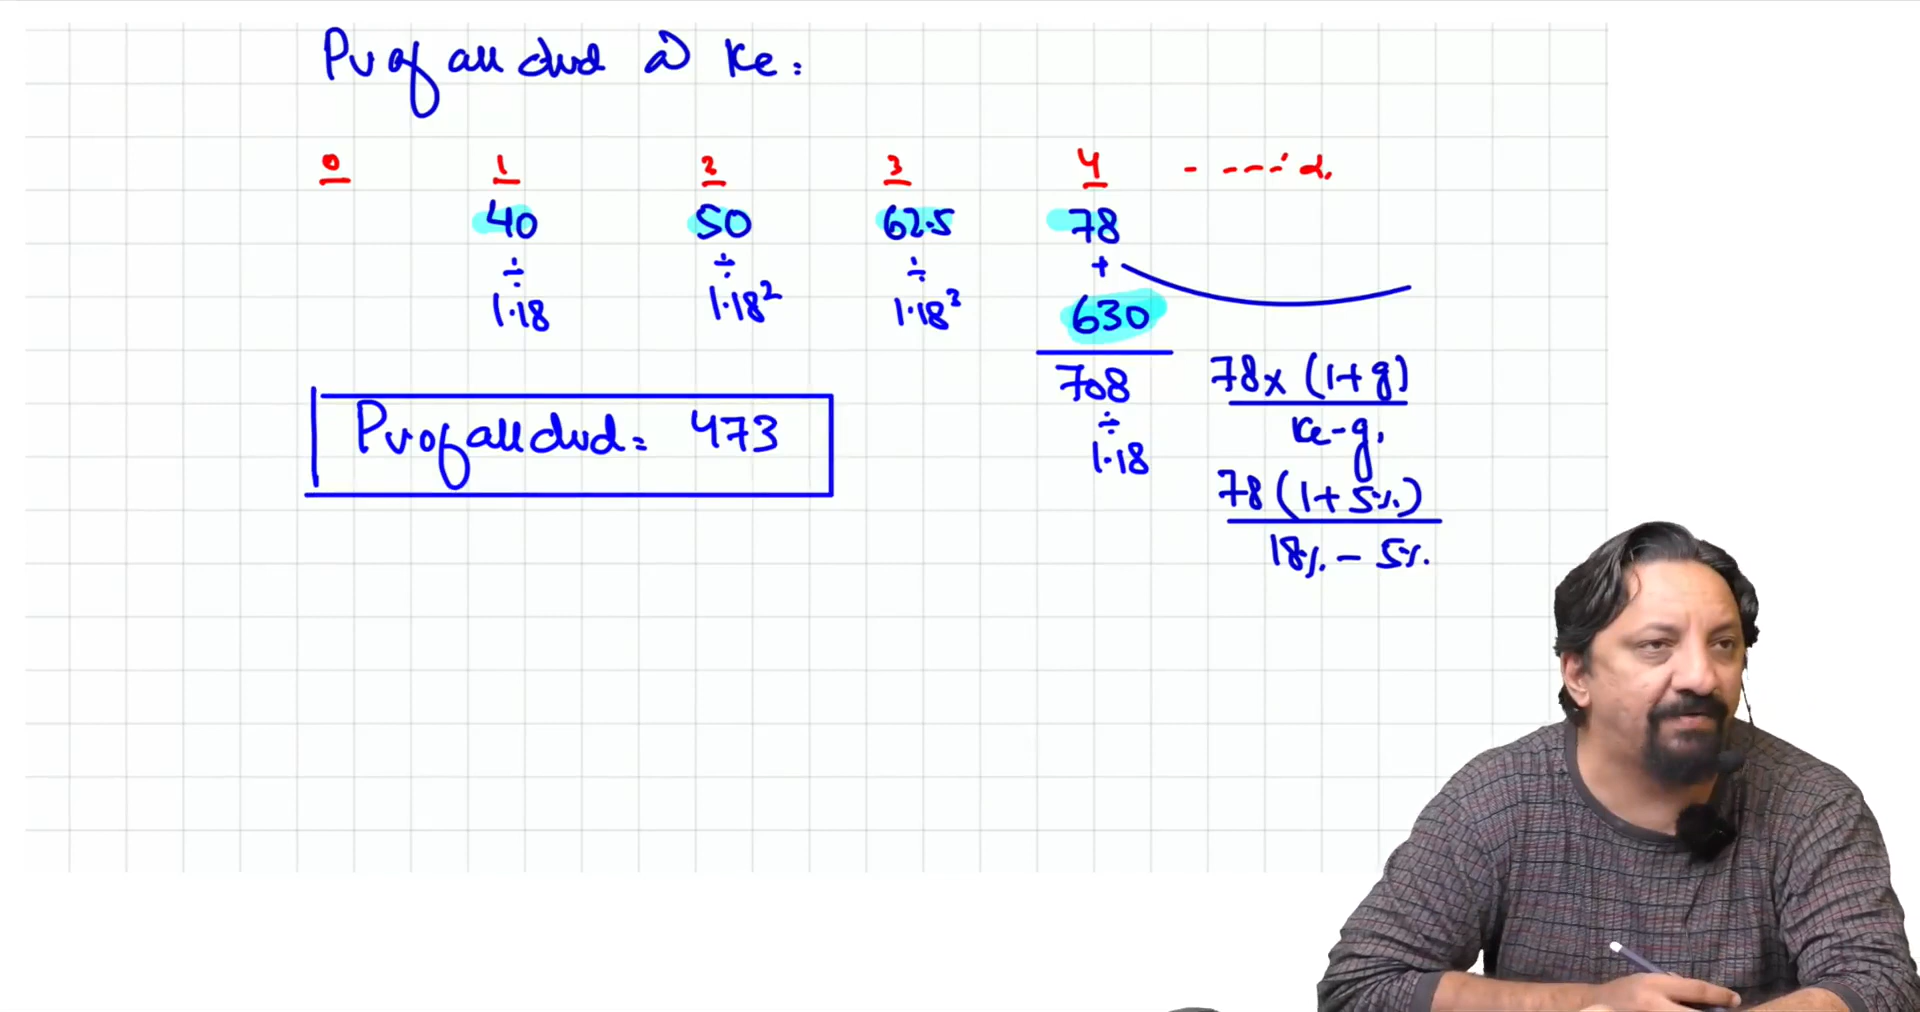 Pv of all dvd @ Ke:
0 1 2 3 4 - - - - - α.
40 50 62.5 78
÷ ÷ ÷ +
1.18 1.18² 1.18³ 630
708
÷
1.18
78 x (1+g)
Ke-g.
78 (1+5%)
18% - 5%.
Pv of all dvd = 473